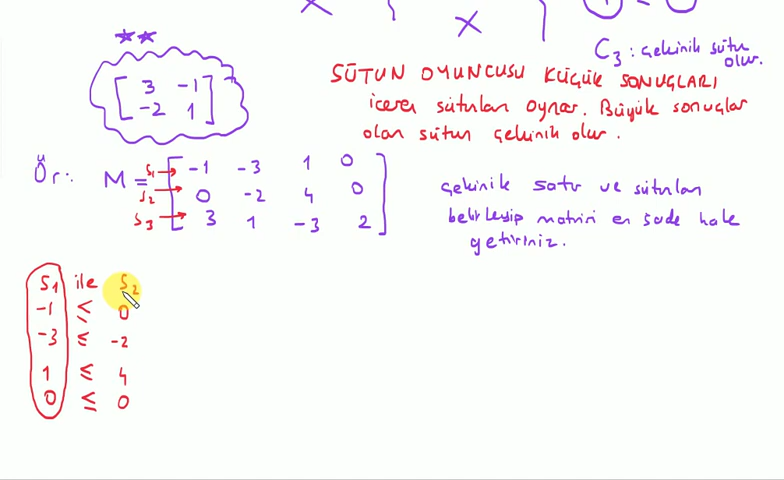 C3 : çekinik sütun olur.
**
[ 3 -1
-2 1 ]
SÜTUN OYUNCUSU KÜÇÜK SONUÇLARI
içeren sütunları oynar. Büyük sonuçlar
olan sütun çekinik olur.
Ör:. M = S1 → [ -1 -3 1 0 ]
S2 → 0 -2 4 0
S3 → 3 1 -3 2
çekinik satır ve sütunları
belirleyip matrisi en sade hale
getiriniz.
S1 ile S2
-1 ≤ 0
-3 ≤ -2
1 ≤ 4
0 ≤ 0